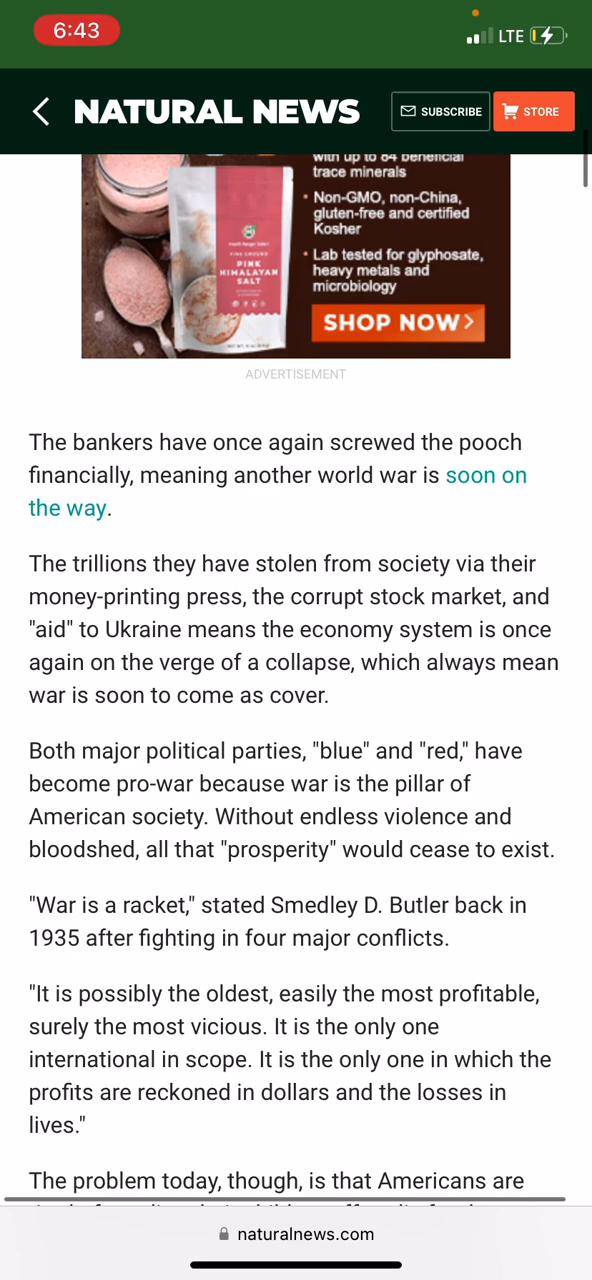 6:43
LTE
NATURAL NEWS
SUBSCRIBE
STORE
with up to 84 beneficial
trace minerals
• Non-GMO, non-China,
gluten-free and certified
Kosher
• Lab tested for glyphosate,
heavy metals and
microbiology
PINK
HIMALAYAN
SALT
SHOP NOW>
ADVERTISEMENT
The bankers have once again screwed the pooch
financially, meaning another world war is soon on
the way.
The trillions they have stolen from society via their
money-printing press, the corrupt stock market, and
"aid" to Ukraine means the economy system is once
again on the verge of a collapse, which always mean
war is soon to come as cover.
Both major political parties, "blue" and "red," have
become pro-war because war is the pillar of
American society. Without endless violence and
bloodshed, all that "prosperity" would cease to exist.
"War is a racket," stated Smedley D. Butler back in
1935 after fighting in four major conflicts.
"It is possibly the oldest, easily the most profitable,
surely the most vicious. It is the only one
international in scope. It is the only one in which the
profits are reckoned in dollars and the losses in
lives."
The problem today, though, is that Americans are
naturalnews.com